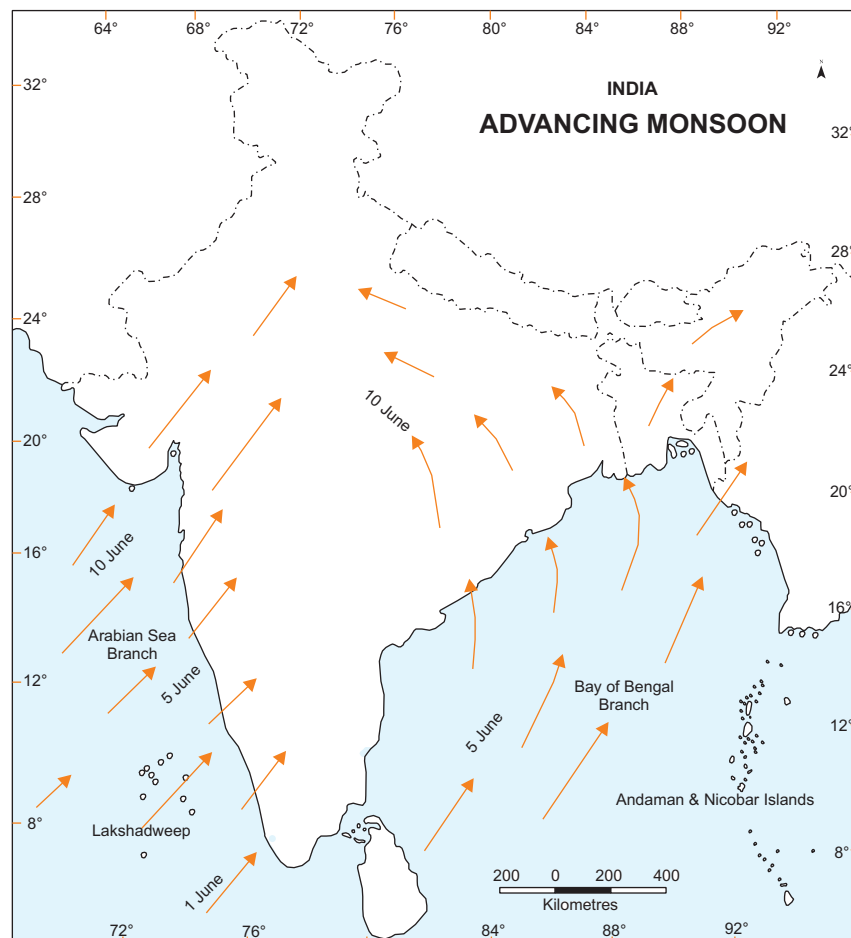 64° 68° 72° 76° 80° 84° 88° 92°
N
INDIA
ADVANCING MONSOON
32°
32°
28°
28°
24°
24°
20°
20°
10 June
16°
10 June
16°
Arabian Sea
Branch
5 June
12°
Bay of Bengal
Branch
12°
5 June
Andaman & Nicobar Islands
8°
Lakshadweep
8°
1 June
200 0 200 400
Kilometres
72° 76° 84° 88° 92°